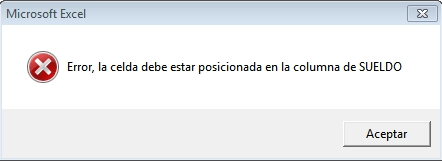 Microsoft Excel
Error, la celda debe estar posicionada en la columna de SUELDO
Aceptar